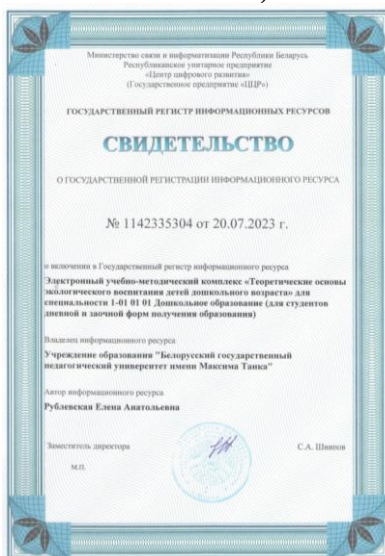 Министерство связи и информатизации Республики Беларусь
Республиканское унитарное предприятие
«Центр цифрового развития»
(Государственное предприятие «ЦЦР»)
ГОСУДАРСТВЕННЫЙ РЕГИСТР ИНФОРМАЦИОННЫХ РЕСУРСОВ
СВИДЕТЕЛЬСТВО
О ГОСУДАРСТВЕННОЙ РЕГИСТРАЦИИ ИНФОРМАЦИОННОГО РЕСУРСА
№ 1142335304 от 20.07.2023 г.
о включении в Государственный регистр информационного ресурса
Электронный учебно-методический комплекс «Теоретические основы
экологического воспитания детей дошкольного возраста» для
специальности 1-01 01 01 Дошкольное образование (для студентов
дневной и заочной форм получения образования)
Владелец информационного ресурса
Учреждение образования "Белорусский государственный
педагогический университет имени Максима Танка"
Автор информационного ресурса
Рублевская Елена Анатольевна
Заместитель директора
С.А.
М.П.